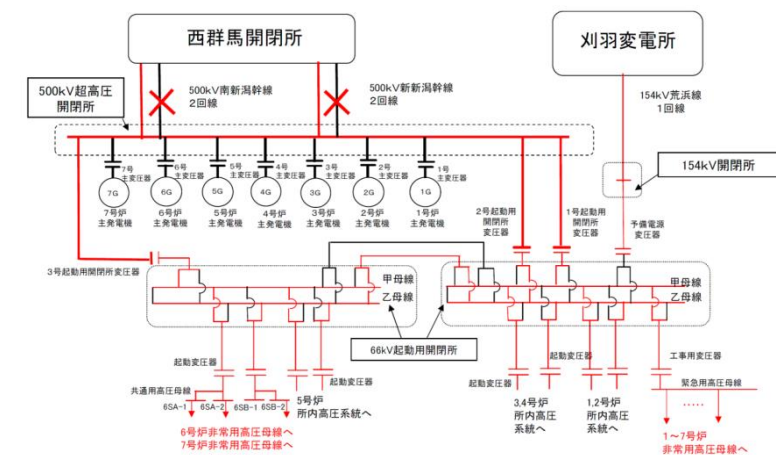 西群馬開閉所
刈羽変電所
500kV超高圧
開閉所
500kV南新潟幹線
2回線
500kV新新潟幹線
2回線
154kV荒浜線
1回線
154kV開閉所
7号
主変圧器
6号
主変圧器
5号
主変圧器
4号
主変圧器
3号
主変圧器
2号
主変圧器
1号
主変圧器
7G
6G
5G
4G
3G
2G
1G
7号炉
主発電機
6号炉
主発電機
5号炉
主発電機
4号炉
主発電機
3号炉
主発電機
2号炉
主発電機
1号炉
主発電機
2号起動用
開閉所
変圧器
1号起動用
開閉所
変圧器
予備電源
変圧器
3号起動用開閉所変圧器
甲母線
乙母線
甲母線
乙母線
66kV起動用開閉所
起動変圧器
起動変圧器
起動変圧器
起動変圧器
起動変圧器
工事用変圧器
共通用高圧母線
6SA-1
6SA-2
6SB-1
6SB-2
5号炉
所内高圧系統へ
3,4号炉
所内高圧
系統へ
1,2号炉
所内高圧
系統へ
緊急用高圧母線
.....
6号炉非常用高圧母線へ
7号炉非常用高圧母線へ
1～7号炉
非常用高圧母線へ